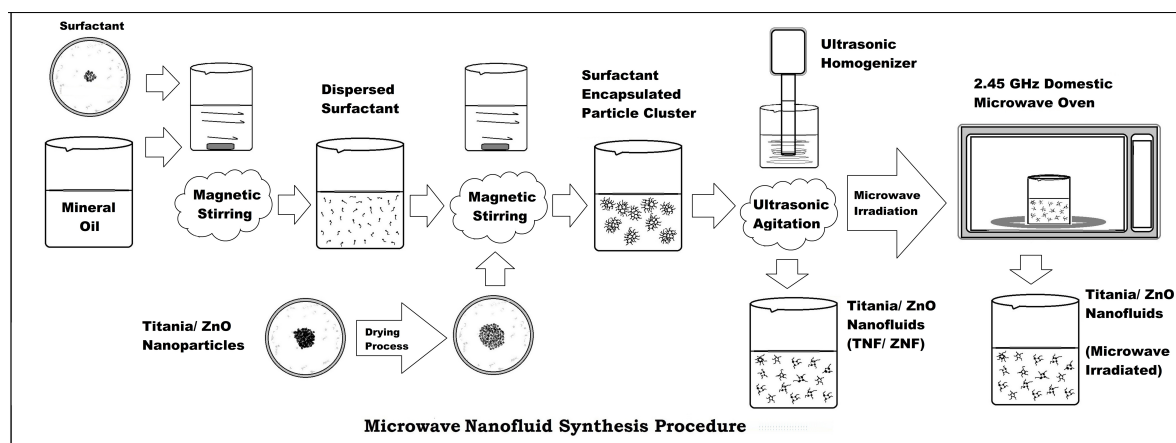 Surfactant
Mineral
Oil
Magnetic
Stirring
Dispersed
Surfactant
Titania/ ZnO
Nanoparticles
Drying
Process
Magnetic
Stirring
Surfactant
Encapsulated
Particle Cluster
Ultrasonic
Homogenizer
Ultrasonic
Agitation
Microwave
Irradiation
2.45 GHz Domestic
Microwave Oven
Titania/ ZnO
Nanofluids
(TNF/ ZNF)
Titania/ ZnO
Nanofluids
(Microwave
Irradiated)
Microwave Nanofluid Synthesis Procedure